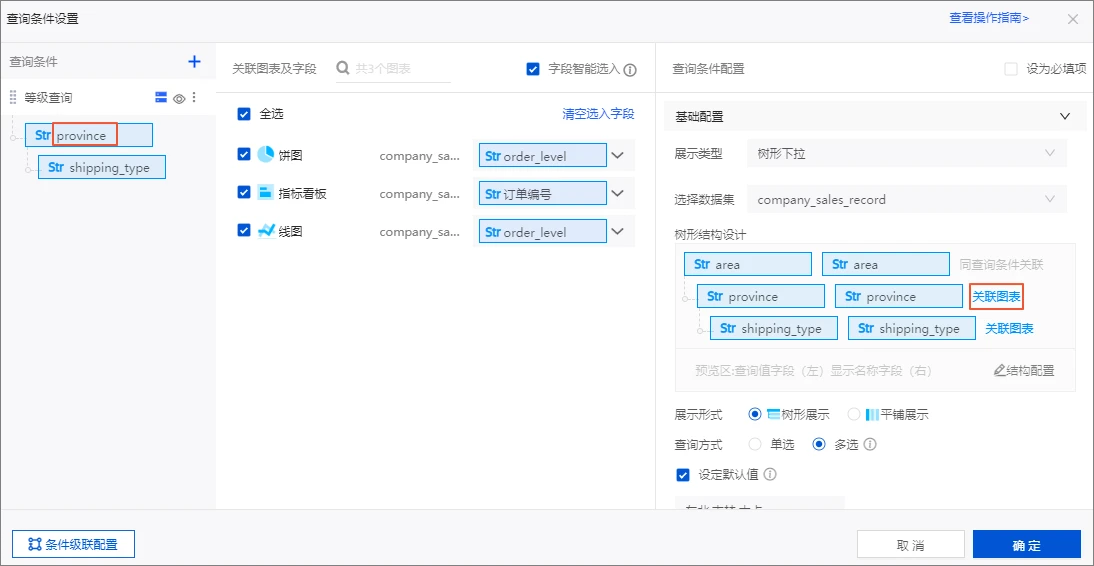 查询条件设置
查看操作指南>
查询条件
等级查询
Str province
Str shipping_type
关联图表及字段
共3个图表
字段智能选入
全选
清空选入字段
饼图 company_sa... Str order_level
指标看板 company_sa... Str 订单编号
线图 company_sa... Str order_level
查询条件配置
设为必填项
基础配置
展示类型 树形下拉
选择数据集 company_sales_record
树形结构设计
Str area Str area 同查询条件关联
Str province Str province 关联图表
Str shipping_type Str shipping_type 关联图表
预览区:查询值字段（左）显示名称字段（右）
结构配置
展示形式 树形展示 平铺展示
查询方式 单选 多选
设定默认值
条件级联配置
取消
确定